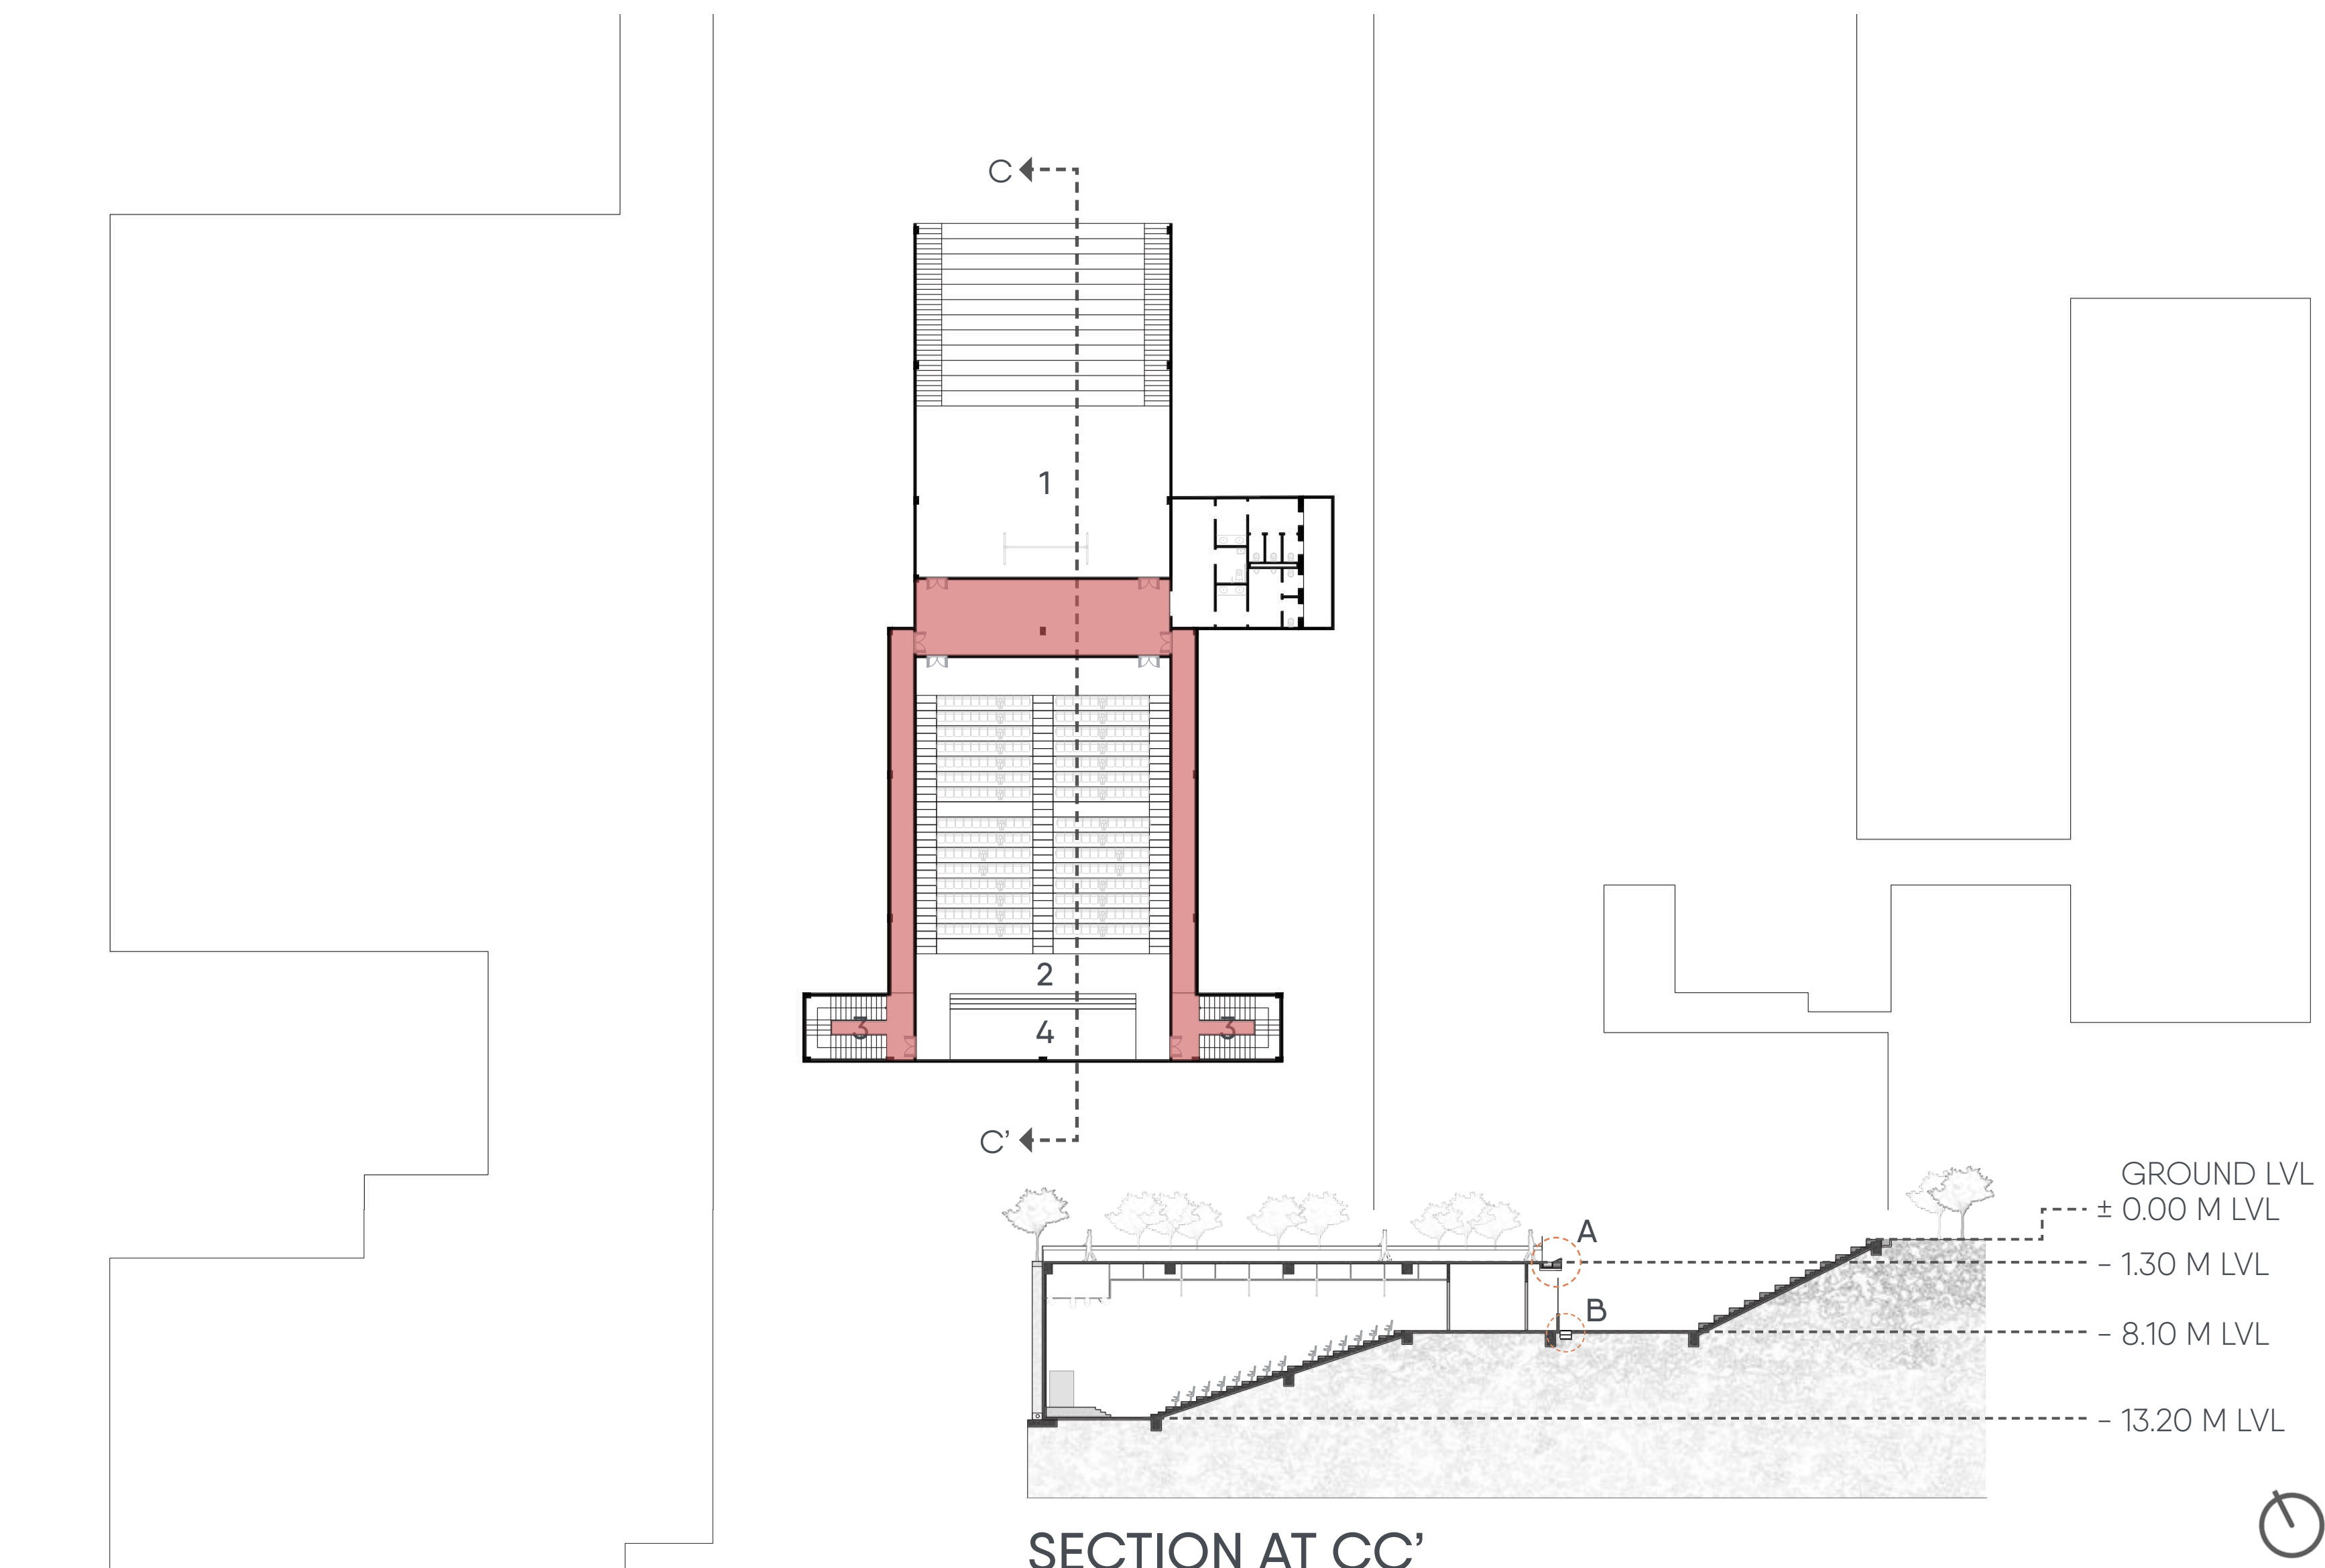 C
1
2
3
4
3
C’
GROUND LVL
± 0.00 M LVL
A
– 1.30 M LVL
B
– 8.10 M LVL
– 13.20 M LVL
SECTION AT CC’